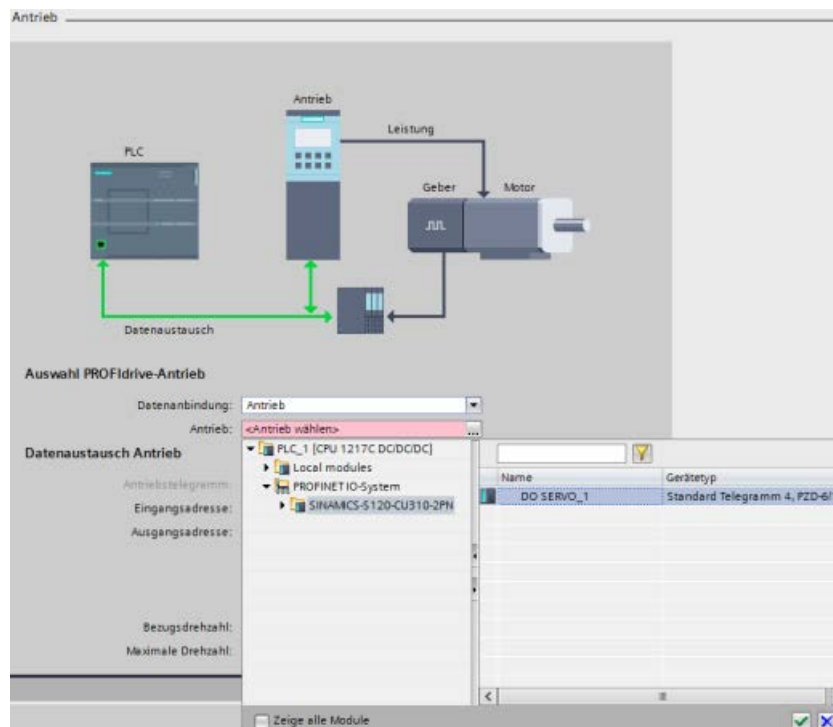 Antrieb
Antrieb
Leistung
PLC
Geber
Motor
Datenaustausch
Auswahl PROFIdrive-Antrieb
Datenanbindung:
Antrieb
Antrieb:
<Antrieb wählen>
...
Datenaustausch Antrieb
PLC_1 [CPU 1217C DC/DC/DC]
Local modules
PROFINET IO-System
SINAMICS-S120-CU310-2PN
Name
Gerätetyp
DO SERVO_1
Standard Telegramm 4, PZD-6/
Antriebstelegramm:
Eingangsadresse:
Ausgangsadresse:
Bezugsdrehzahl:
Maximale Drehzahl:
Zeige alle Module